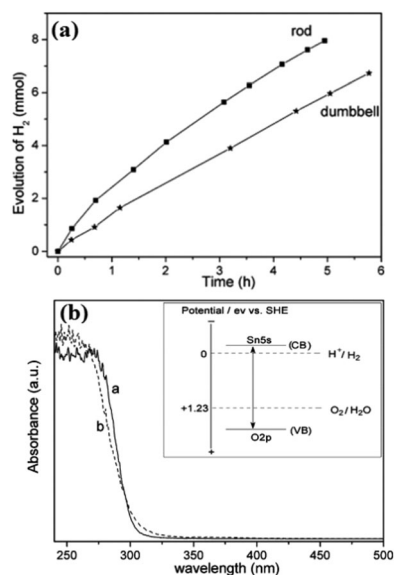 (a)
rod
dumbbell
Evolution of H2 (mmol)
8
6
4
2
0
0 1 2 3 4 5 6
Time (h)
(b)
Potential / ev vs. SHE
−
Sn5s (CB)
0 H+/H2
+1.23 O2/H2O
O2p (VB)
+
a
b
Absorbance (a.u.)
250 300 350 400 450 500
wavelength (nm)